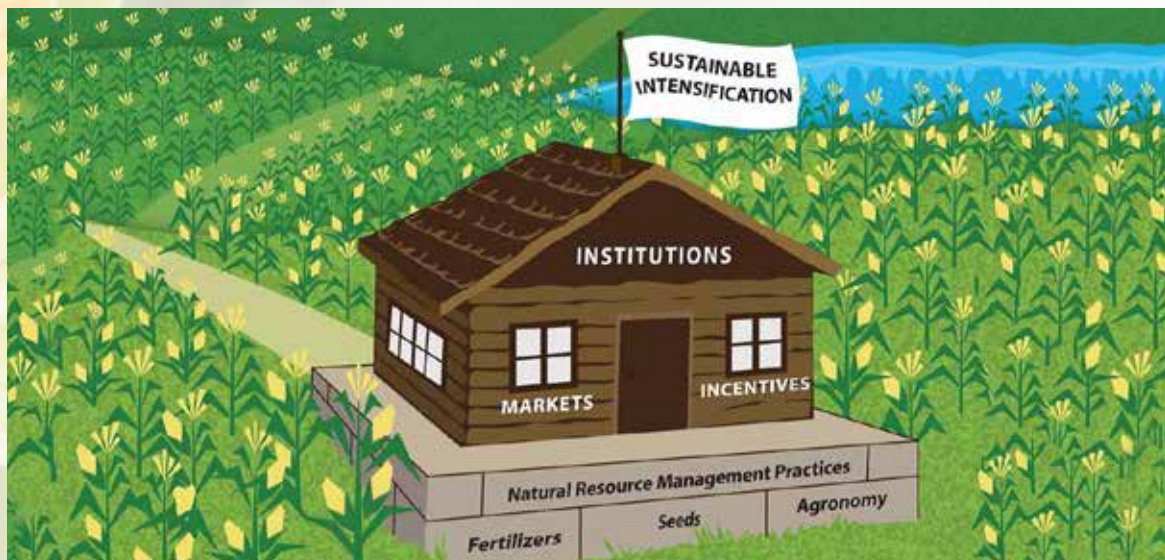 SUSTAINABLE
INTENSIFICATION
INSTITUTIONS
MARKETS
INCENTIVES
Natural Resource Management Practices
Fertilizers
Seeds
Agronomy